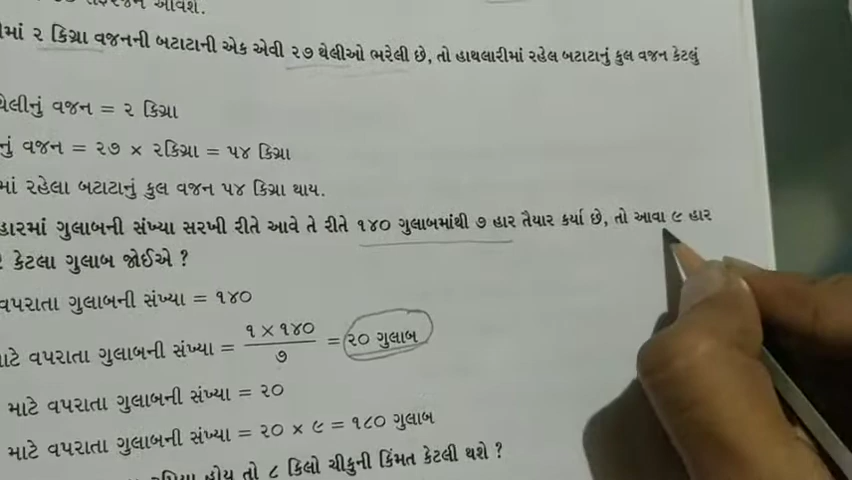 આવશે.
માં ૨ કિગ્રા વજનની બટાટાની એક એવી ૨૭ થેલીઓ ભરેલી છે, તો હાથલારીમાં રહેલ બટાટાનું કુલ વજન કેટલું
થેલીનું વજન = ૨ કિગ્રા
નું વજન = ૨૭ × ૨કિગ્રા = ૫૪ કિગ્રા
માં રહેલા બટાટાનું કુલ વજન ૫૪ કિગ્રા થાય.
હારમાં ગુલાબની સંખ્યા સરખી રીતે આવે તે રીતે ૧૪૦ ગુલાબમાંથી ૭ હાર તૈયાર કર્યા છે, તો આવા ૯ હાર
કેટલા ગુલાબ જોઈએ ?
વપરાતા ગુલાબની સંખ્યા = ૧૪૦
માટે વપરાતા ગુલાબની સંખ્યા = ૧ × ૧૪૦ / ૭ = ૨૦ ગુલાબ
માટે વપરાતા ગુલાબની સંખ્યા = ૨૦
માટે વપરાતા ગુલાબની સંખ્યા = ૨૦ × ૯ = ૧૮૦ ગુલાબ
હોય તો ૮ કિલો ચીકુની કિંમત કેટલી થશે ?